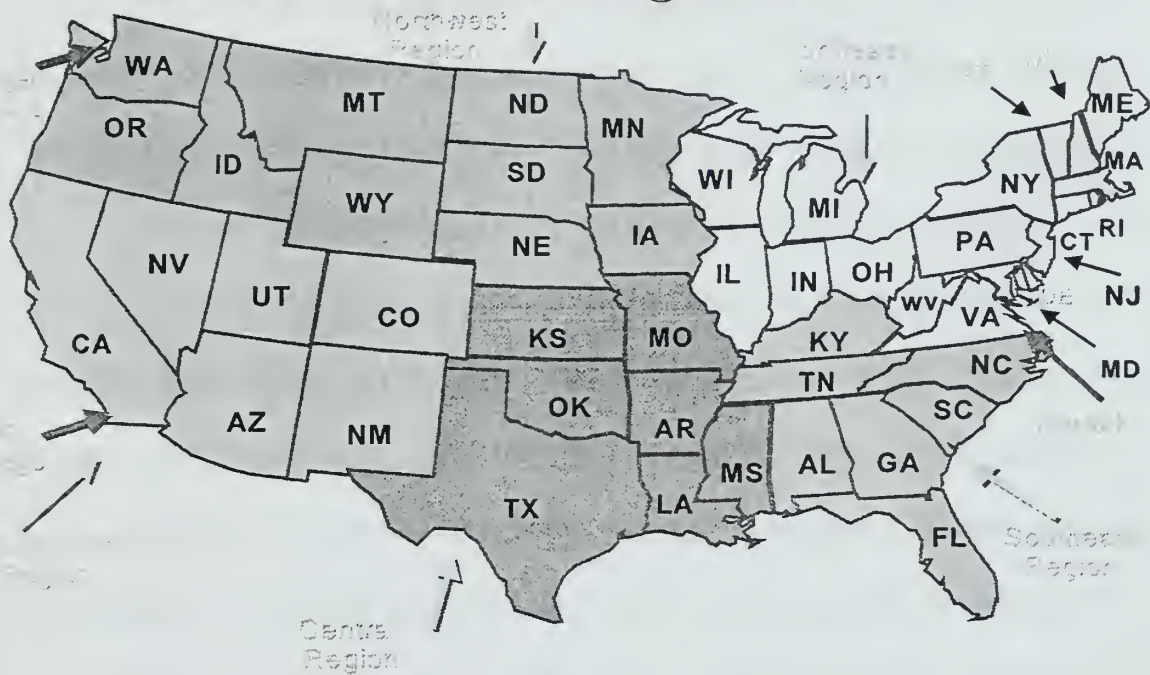 Northwest
Region
Region
WA
MT
ND
MN
ME
OR
ID
SD
WI
MI
NY
MA
WY
IA
PA
CT
RI
NE
NV
UT
CO
IL
IN
OH
WV
VA
NJ
CA
KS
MO
KY
MD
NC
TN
AZ
NM
OK
AR
SC
MS
AL
GA
TX
LA
FL
Region
Central
Region